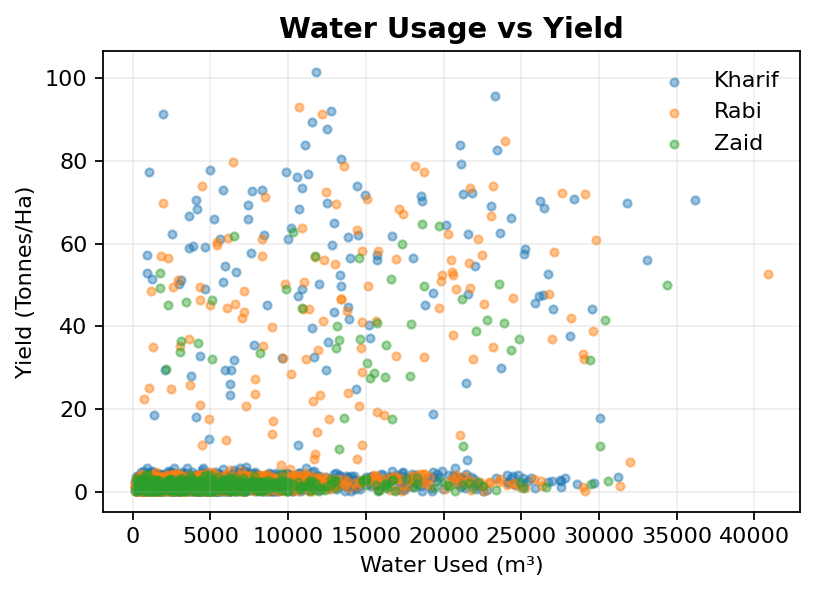 Water Usage vs Yield
Kharif
Rabi
Zaid
Yield (Tonnes/Ha)
100
80
60
40
20
0
0 5000 10000 15000 20000 25000 30000 35000 40000
Water Used (m³)